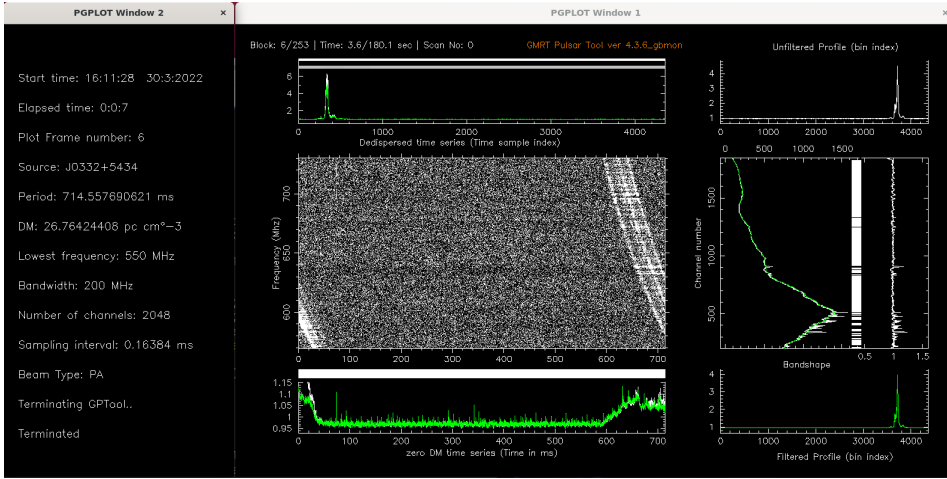 PGPLOT Window 2 ×
Start time: 16:11:28 30:3:2022
Elapsed time: 0:0:7
Plot Frame number: 6
Source: J0332+5434
Period: 714.557690621 ms
DM: 26.76424408 pc cm°−3
Lowest frequency: 550 MHz
Bandwidth: 200 MHz
Number of channels: 2048
Sampling interval: 0.16384 ms
Beam Type: PA
Terminating GPTool..
Terminated
PGPLOT Window 1 ×
Block: 6/253 | Time: 3.6/180.1 sec | Scan No: 0 GMRT Pulsar Tool ver 4.3.6_gbmon
6
4
2
0 1000 2000 3000 4000
Dedispersed time series (Time sample index)
Unfiltered Profile (bin index)
4
3
2
1
0 1000 2000 3000 4000
Frequency (Mhz)
700
650
600
0 100 200 300 400 500 600 700
0 500 1000 1500
Channel number
1500
1000
500
0.5 1 1.5
Bandshape
1.15
1.1
1.05
1
0.95
0 100 200 300 400 500 600 700
zero DM time series (Time in ms)
4
3
2
1
0 1000 2000 3000 4000
Filtered Profile (bin index)